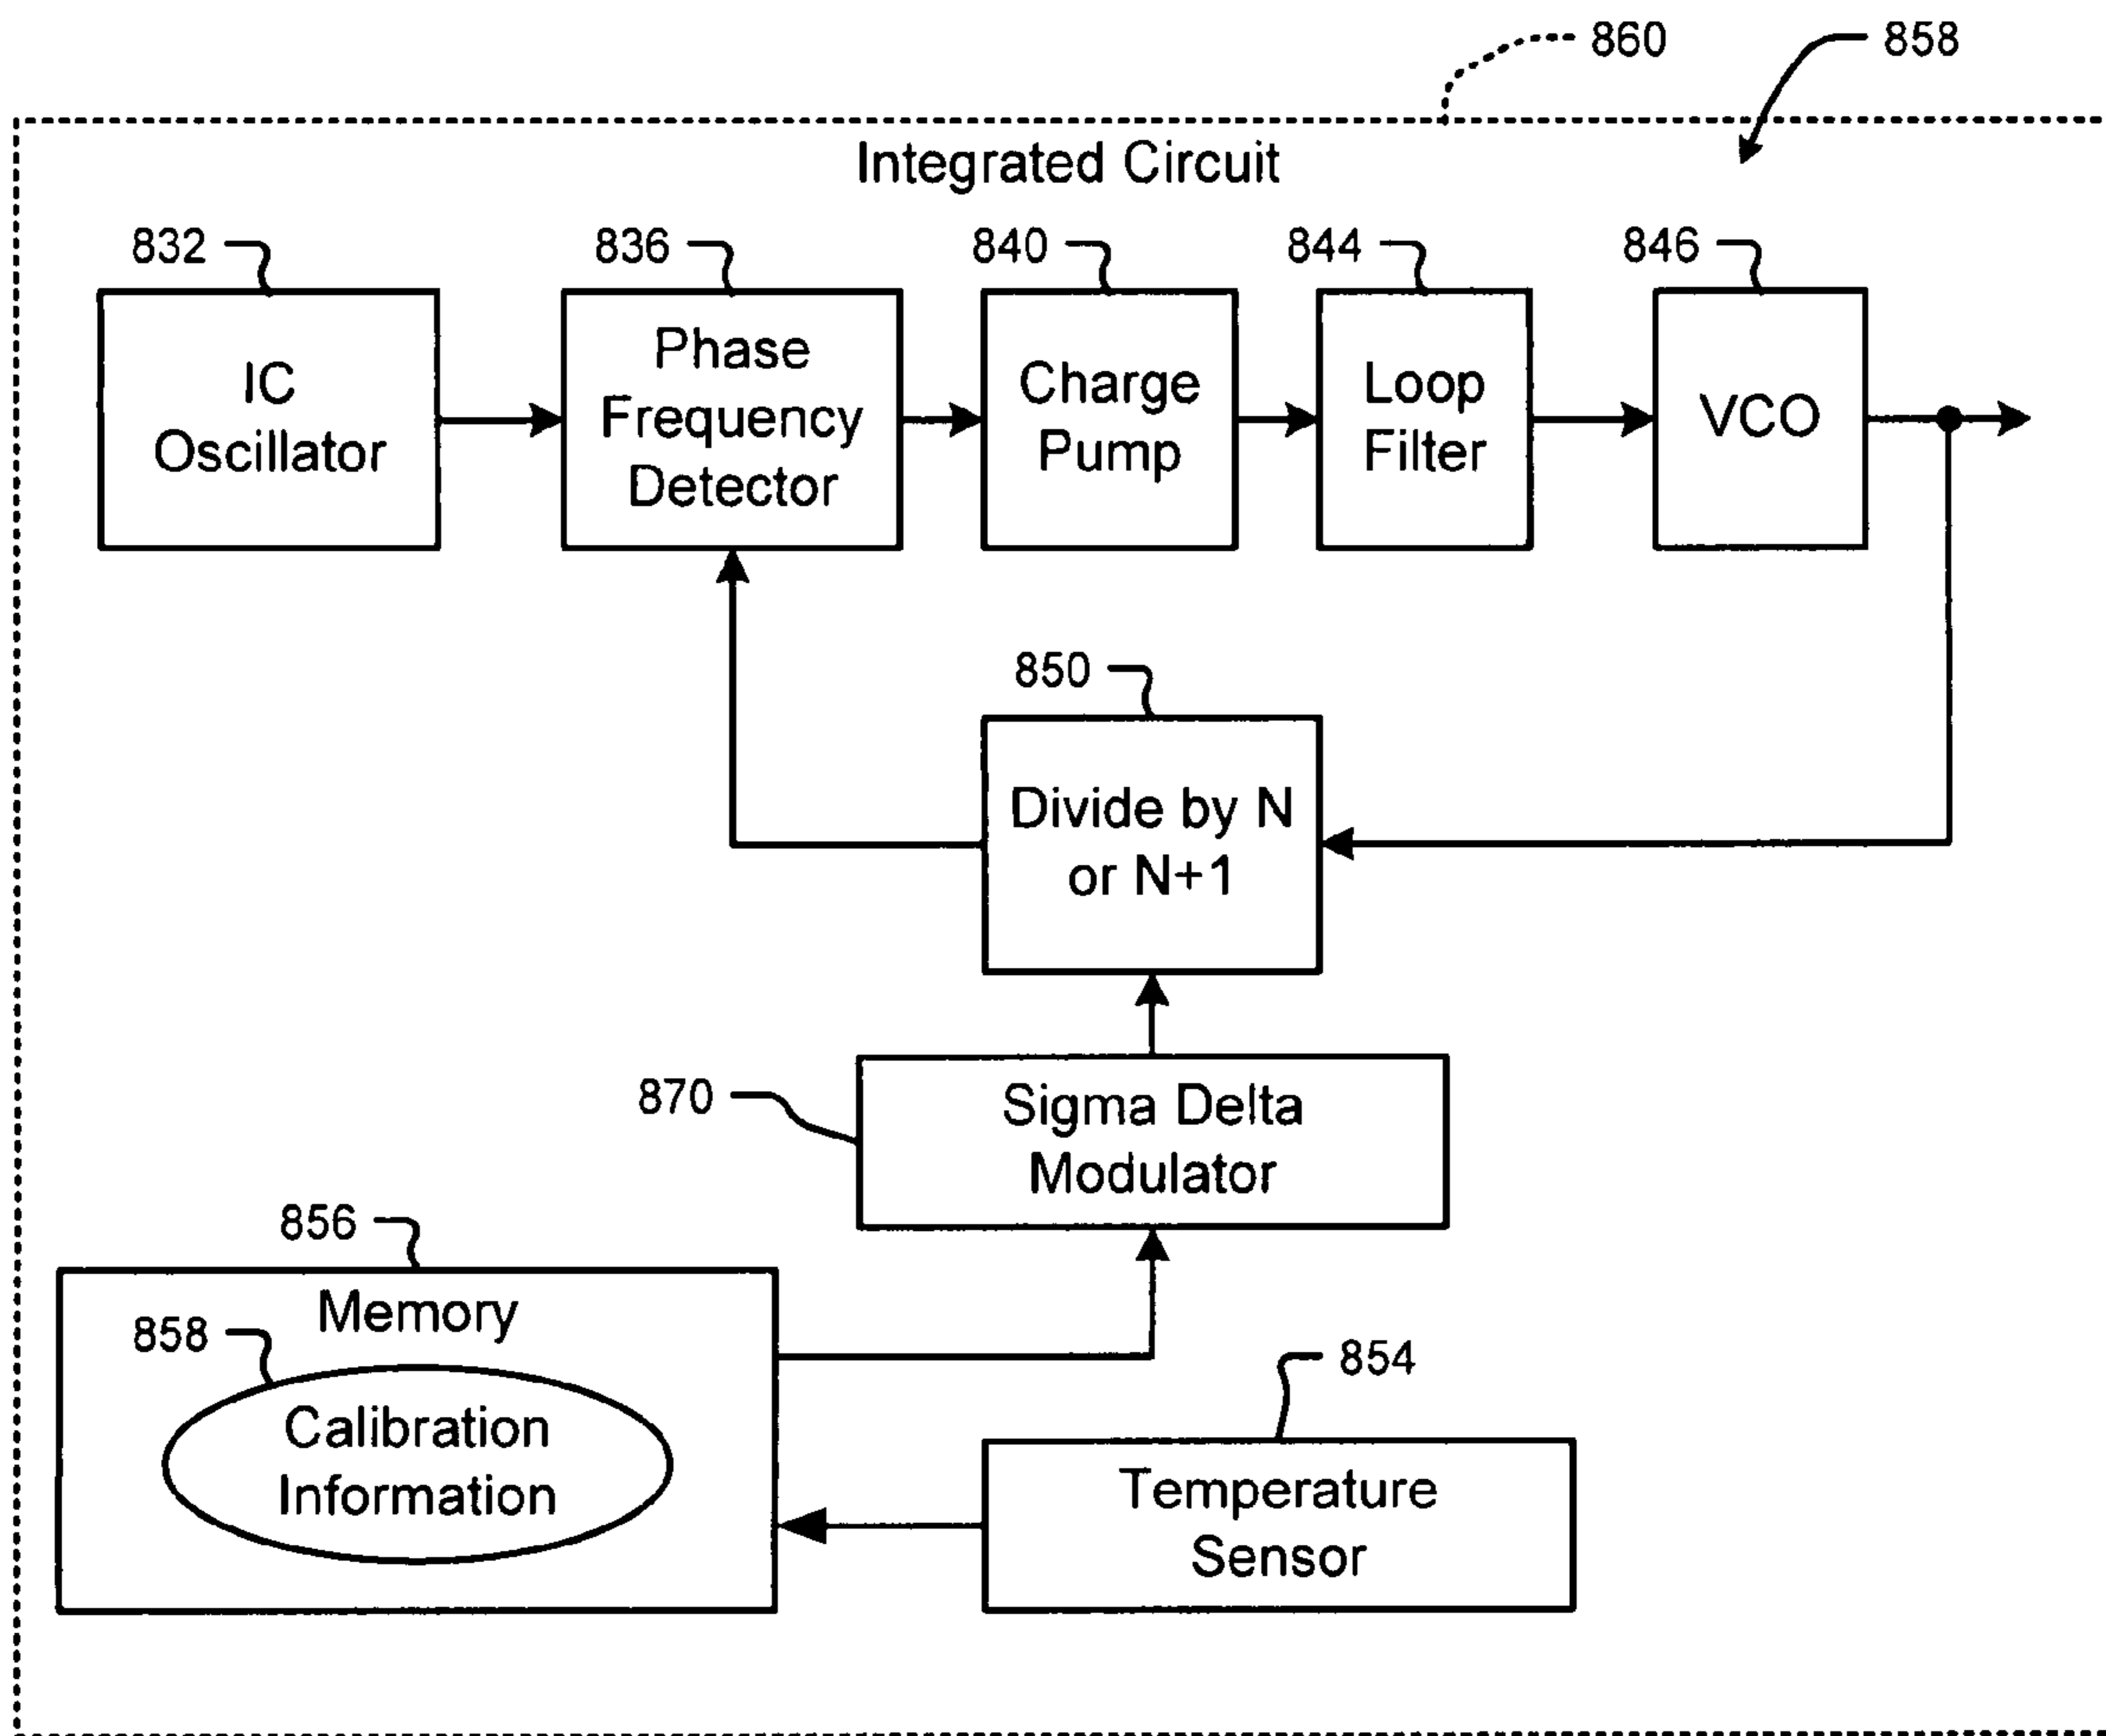 860
858
Integrated Circuit
832
836
840
844
846
IC
Oscillator
Phase
Frequency
Detector
Charge
Pump
Loop
Filter
VCO
850
Divide by N
or N+1
870
Sigma Delta
Modulator
856
Memory
858
Calibration
Information
854
Temperature
Sensor